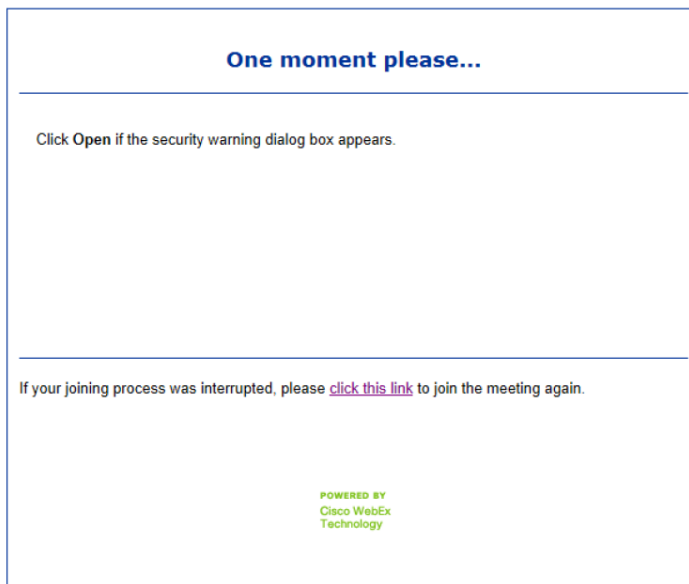 One moment please...
Click Open if the security warning dialog box appears.
If your joining process was interrupted, please click this link to join the meeting again.
POWERED BY
Cisco WebEx
Technology